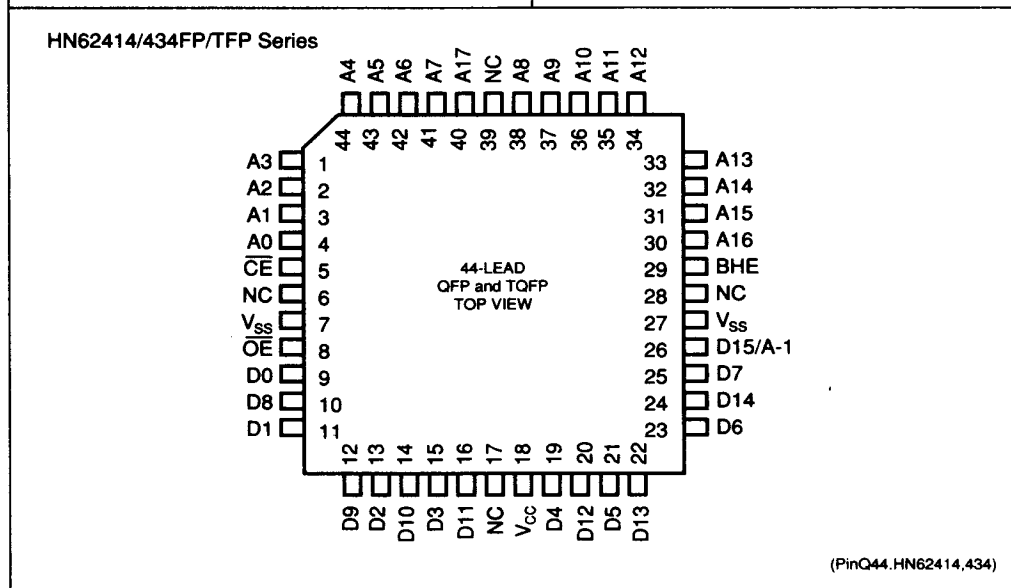 HN62414/434FP/TFP Series
A4 A5 A6 A7 A17 NC A8 A9 A10 A11 A12
44 43 42 41 40 39 38 37 36 35 34
A3 1 33 A13
A2 2 32 A14
A1 3 31 A15
A0 4 30 A16
C̅E̅ 5 29 BHE
NC 6 28 NC
VSS 7 27 VSS
O̅E̅ 8 26 D15/A-1
D0 9 25 D7
D8 10 24 D14
D1 11 23 D6
44-LEAD
QFP and TQFP
TOP VIEW
12 13 14 15 16 17 18 19 20 21 22
D9 D2 D10 D3 D11 NC VCC D4 D12 D5 D13
(PinQ44.HN62414,434)